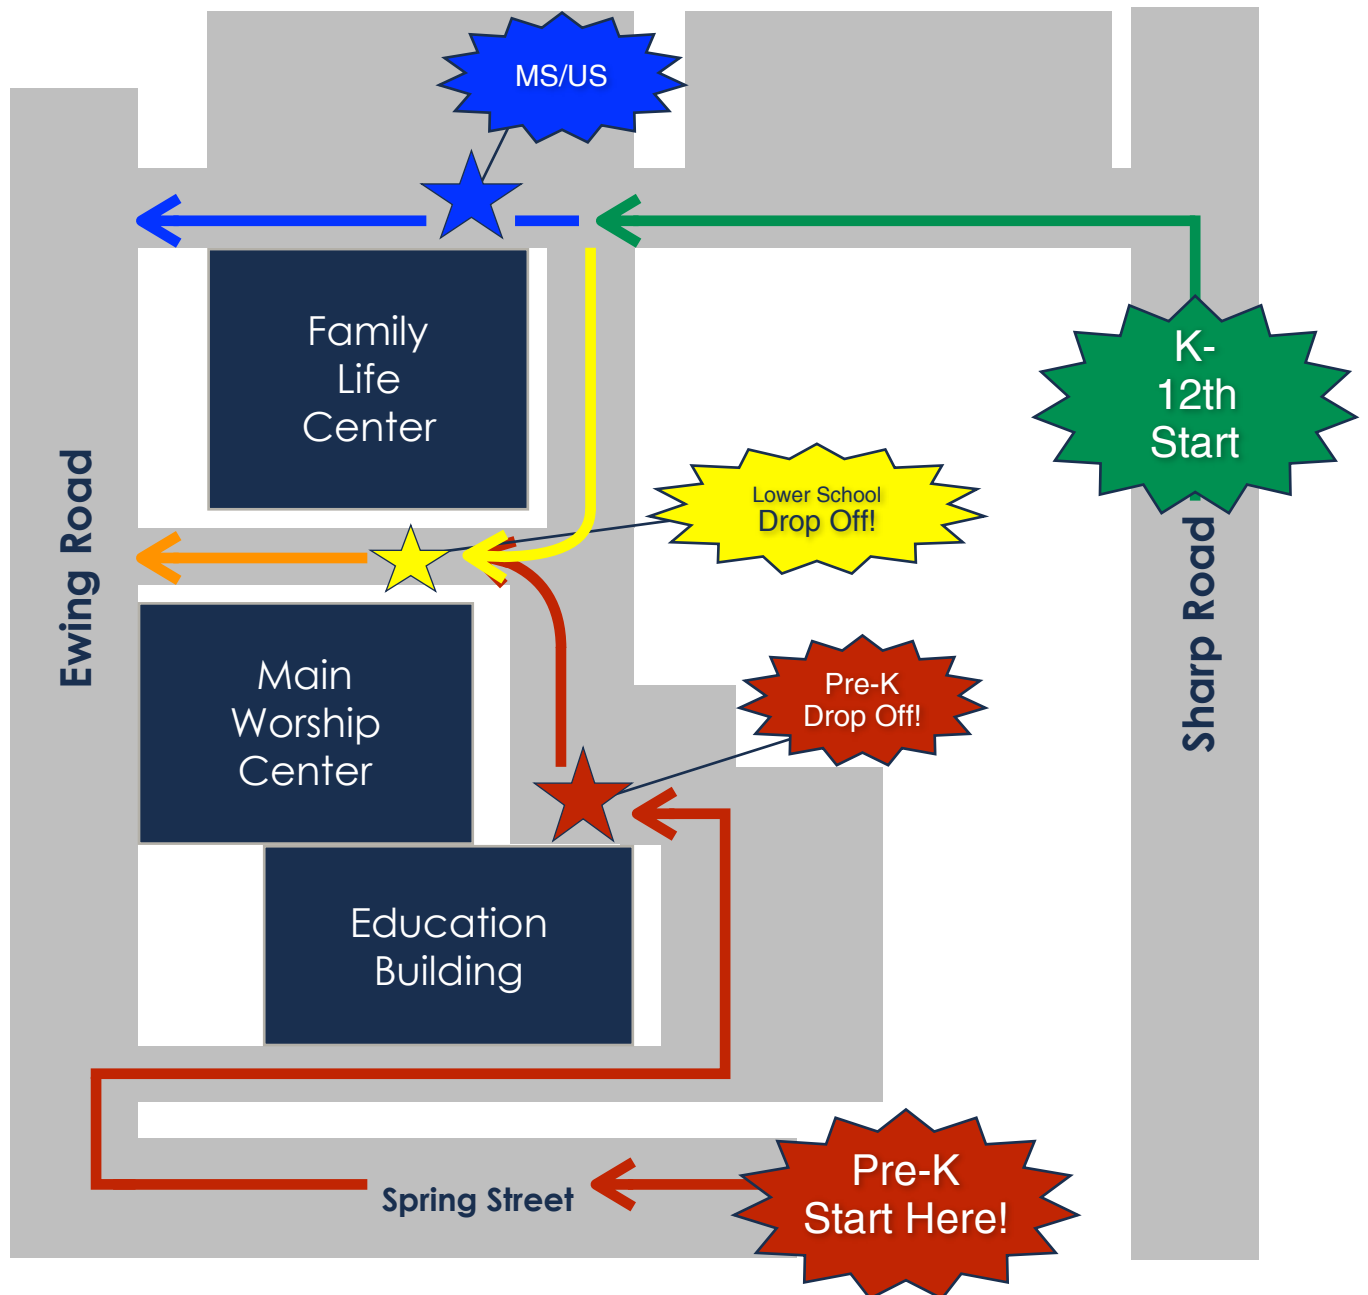 MS/US
K-
12th
Start
Family
Life
Center
Lower School
Drop Off!
Ewing Road
Sharp Road
Main
Worship
Center
Pre-K
Drop Off!
Education
Building
Spring Street
Pre-K
Start Here!